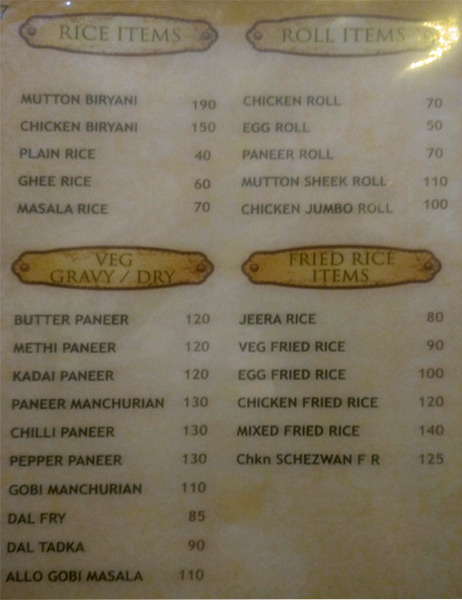 RICE ITEMS
MUTTON BIRYANI 190
CHICKEN BIRYANI 150
PLAIN RICE 40
GHEE RICE 60
MASALA RICE 70
ROLL ITEMS
CHICKEN ROLL 70
EGG ROLL 50
PANEER ROLL 70
MUTTON SHEEK ROLL 110
CHICKEN JUMBO ROLL 100
VEG
GRAVY / DRY
BUTTER PANEER 120
METHI PANEER 120
KADAI PANEER 120
PANEER MANCHURIAN 130
CHILLI PANEER 130
PEPPER PANEER 130
GOBI MANCHURIAN 110
DAL FRY 85
DAL TADKA 90
ALLO GOBI MASALA 110
FRIED RICE
ITEMS
JEERA RICE 80
VEG FRIED RICE 90
EGG FRIED RICE 100
CHICKEN FRIED RICE 120
MIXED FRIED RICE 140
Chkn SCHEZWAN F R 125